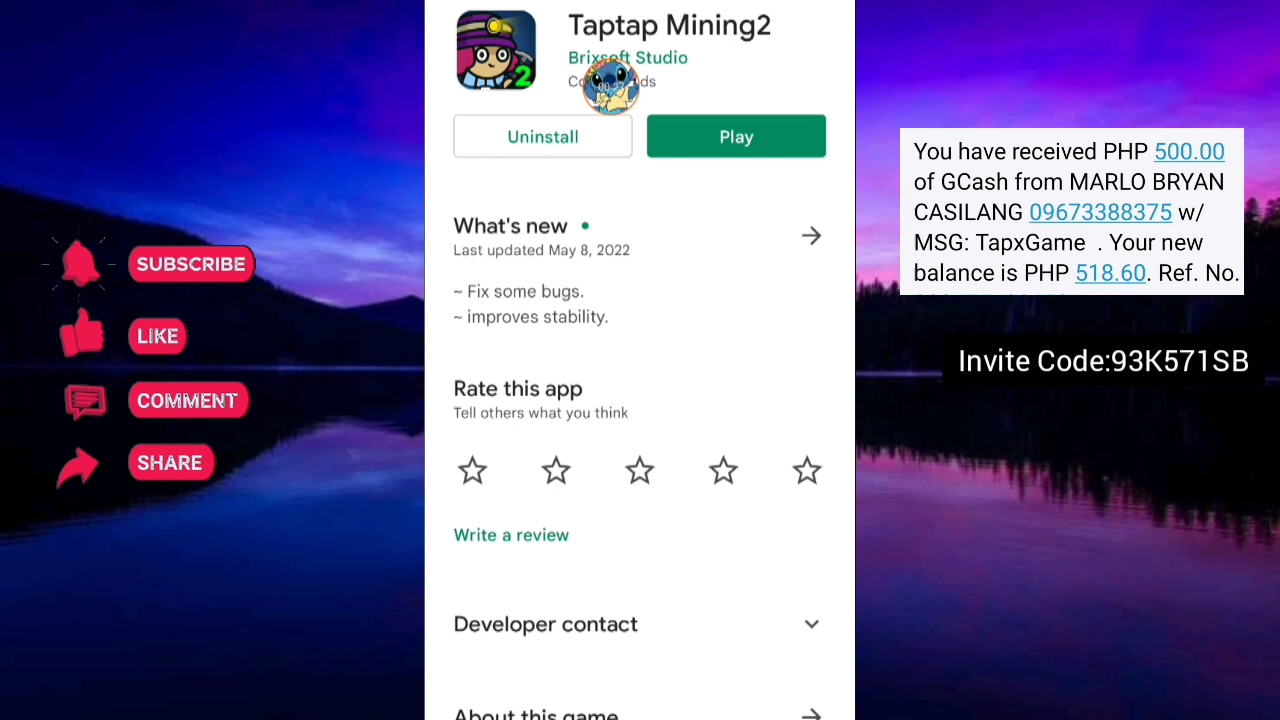 SUBSCRIBE
LIKE
COMMENT
SHARE
Taptap Mining2
Brixsoft Studio
Uninstall
Play
What's new
Last updated May 8, 2022
~ Fix some bugs.
~ improves stability.
Rate this app
Tell others what you think
Write a review
Developer contact
About this game
You have received PHP 500.00
of GCash from MARLO BRYAN
CASILANG 09673388375 w/
MSG: TapxGame . Your new
balance is PHP 518.60. Ref. No.
Invite Code:93K571SB